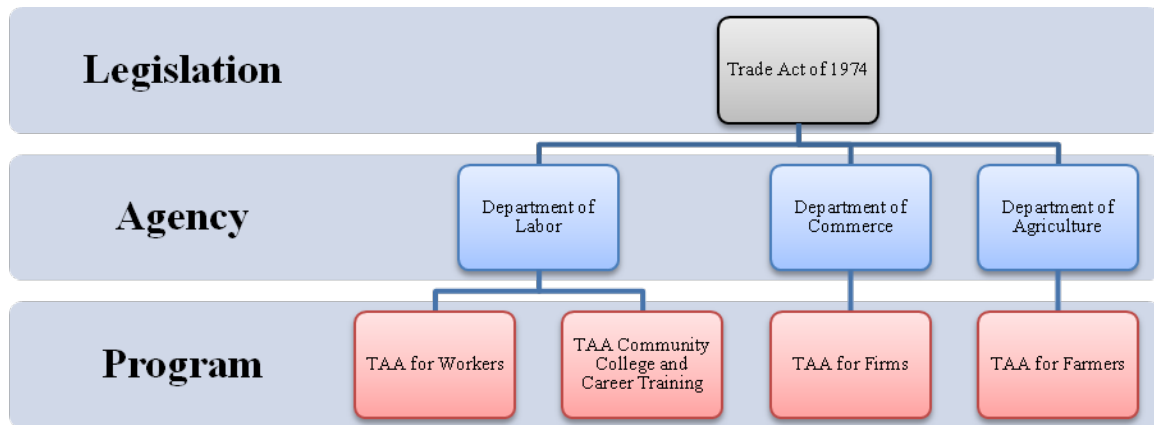 Legislation
Trade Act of 1974
Agency
Department of
Labor
Department of
Commerce
Department of
Agriculture
Program
TAA for Workers
TAA Community
College and
Career Training
TAA for Firms
TAA for Farmers